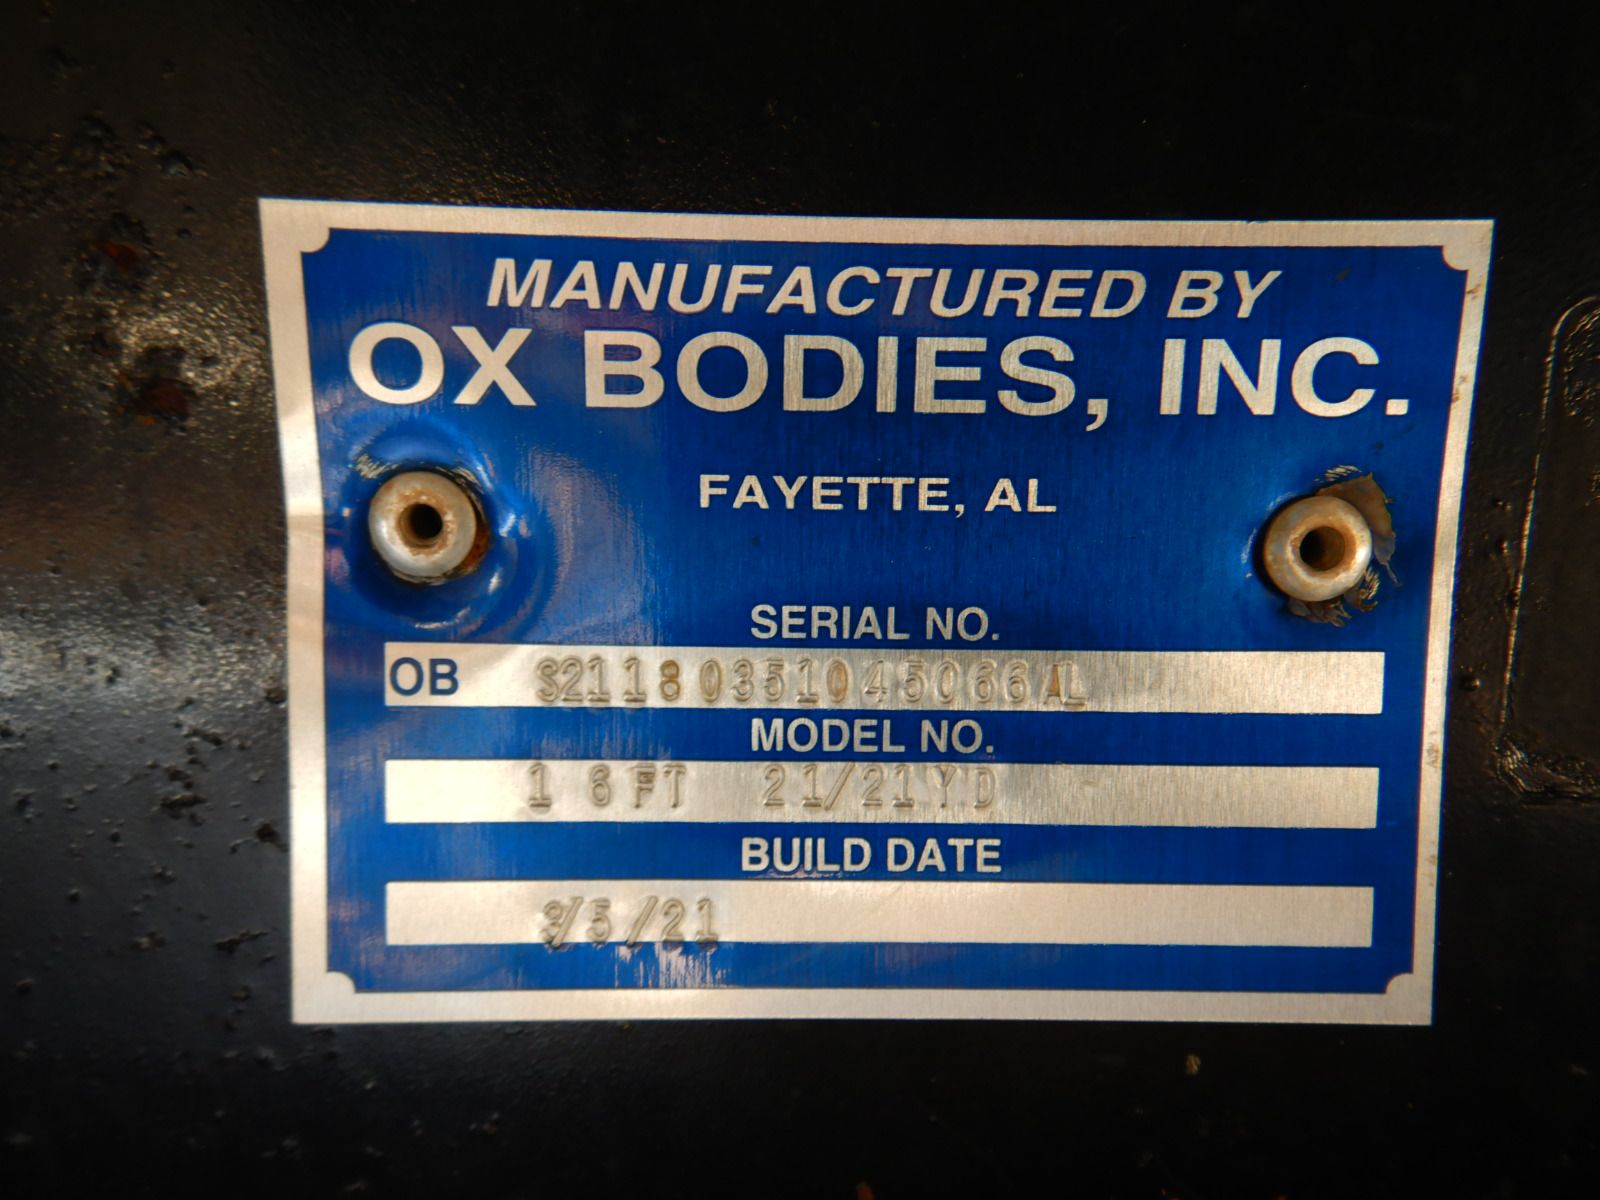 MANUFACTURED BY
OX BODIES, INC.
FAYETTE, AL
SERIAL NO.
OB S21180351045066AL
MODEL NO.
16FT 21/21YD
BUILD DATE
3/5/21